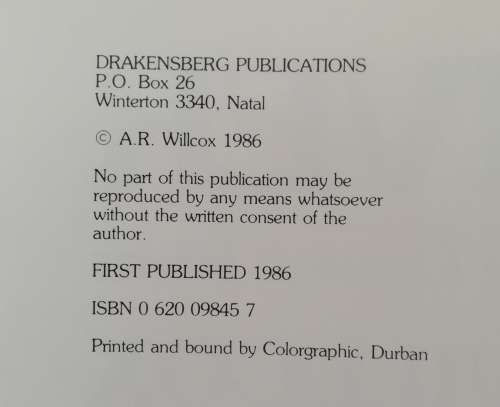 DRAKENSBERG PUBLICATIONS
P.O. Box 26
Winterton 3340, Natal
© A.R. Willcox 1986
No part of this publication may be
reproduced by any means whatsoever
without the written consent of the
author.
FIRST PUBLISHED 1986
ISBN 0 620 09845 7
Printed and bound by Colorgraphic, Durban